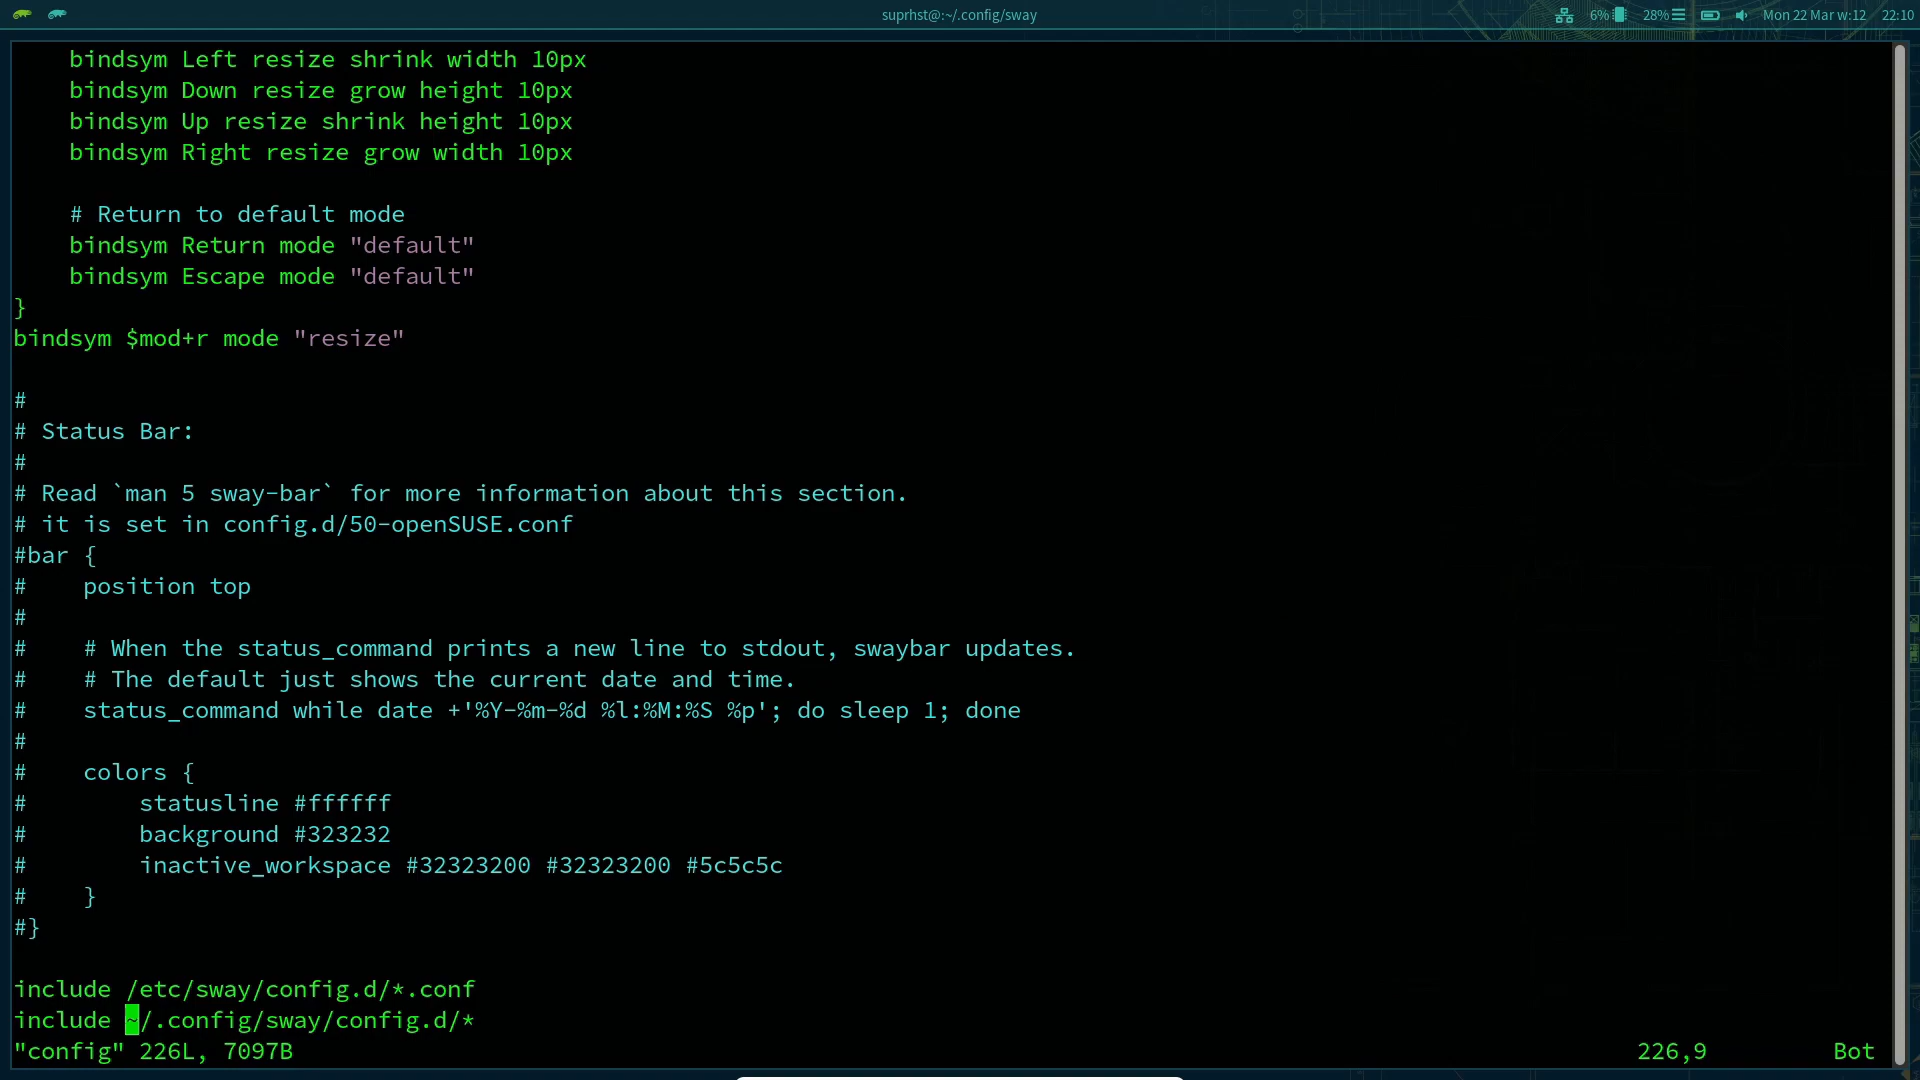 suprhst@:~/.config/sway
6% 28% Mon 22 Mar w:12 22:10
bindsym Left resize shrink width 10px
bindsym Down resize grow height 10px
bindsym Up resize shrink height 10px
bindsym Right resize grow width 10px
# Return to default mode
bindsym Return mode "default"
bindsym Escape mode "default"
}
bindsym $mod+r mode "resize"
#
# Status Bar:
#
# Read `man 5 sway-bar` for more information about this section.
# it is set in config.d/50-openSUSE.conf
#bar {
#    position top
#
#    # When the status_command prints a new line to stdout, swaybar updates.
#    # The default just shows the current date and time.
#    status_command while date +'%Y-%m-%d %l:%M:%S %p'; do sleep 1; done
#
#    colors {
#        statusline #ffffff
#        background #323232
#        inactive_workspace #32323200 #32323200 #5c5c5c
#    }
#}
include /etc/sway/config.d/*.conf
include ~/.config/sway/config.d/*
"config" 226L, 7097B 226,9 Bot